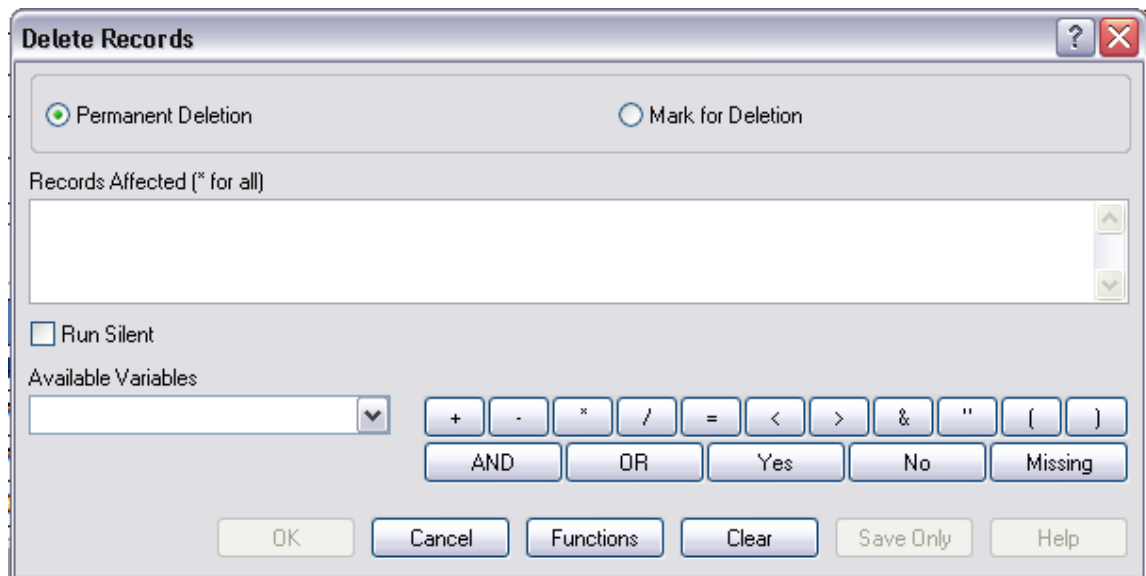 Delete Records ?
Permanent Deletion Mark for Deletion
Records Affected (* for all)
Run Silent
Available Variables
+ - * / = < > & " ( )
AND OR Yes No Missing
OK Cancel Functions Clear Save Only Help